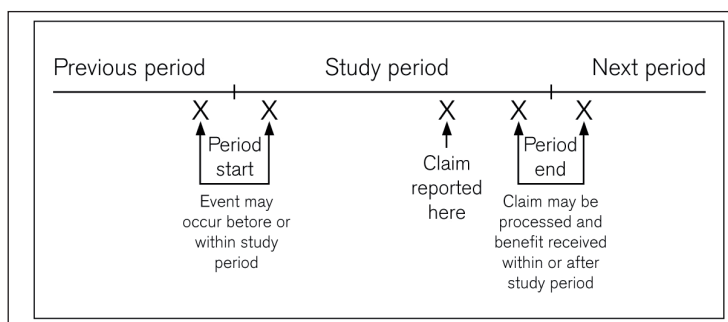 Previous period Study period Next period
X X X X X
Period Period
start end
Claim
reported
here
Event may
occur betore or
within study
period
Claim may be
processed and
benefit received
within or after
study period